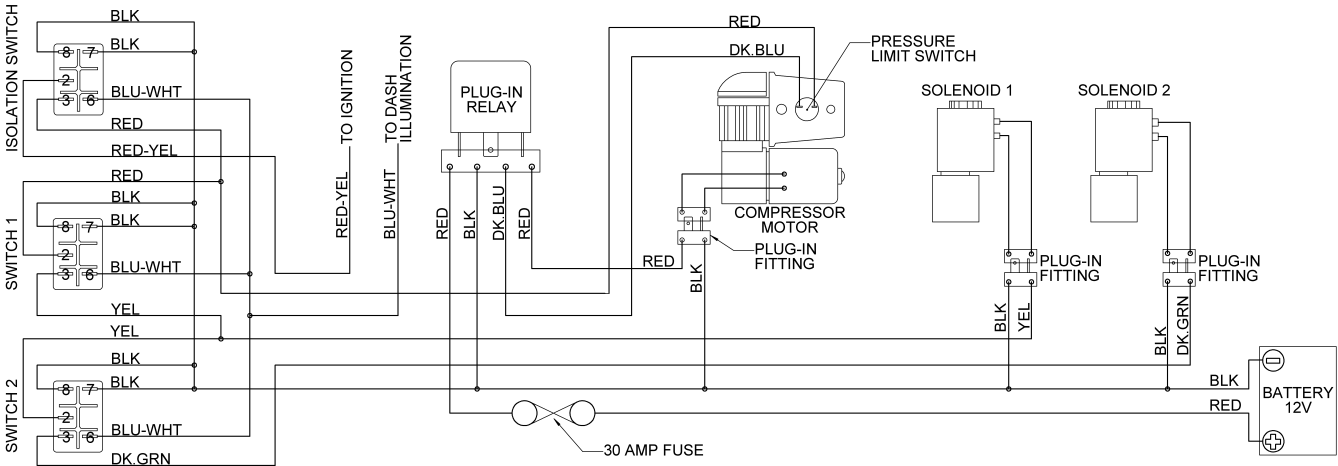 ISOLATION SWITCH
BLK
BLK
8 7
2
3 6
BLU-WHT
RED
RED-YEL
SWITCH 1
RED
BLK
BLK
8 7
2
3 6
BLU-WHT
YEL
SWITCH 2
YEL
BLK
BLK
8 7
2
3 6
BLU-WHT
DK.GRN
TO IGNITION
RED-YEL
TO DASH
ILLUMINATION
BLU-WHT
PLUG-IN
RELAY
RED
BLK
DK.BLU
RED
RED
DK.BLU
PRESSURE
LIMIT SWITCH
COMPRESSOR
MOTOR
PLUG-IN
FITTING
RED
BLK
30 AMP FUSE
SOLENOID 1
PLUG-IN
FITTING
BLK
YEL
SOLENOID 2
PLUG-IN
FITTING
BLK
DK.GRN
BLK
RED
BATTERY
12V